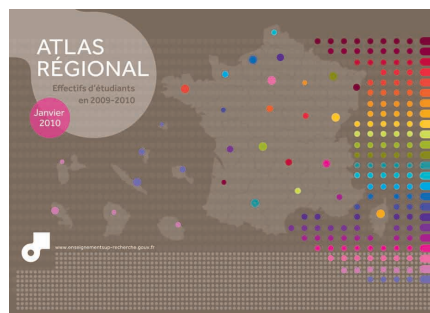 ATLAS
RÉGIONAL
Effectifs d'étudiants
en 2009-2010
Janvier
2010
www.enseignementsup-recherche.gouv.fr